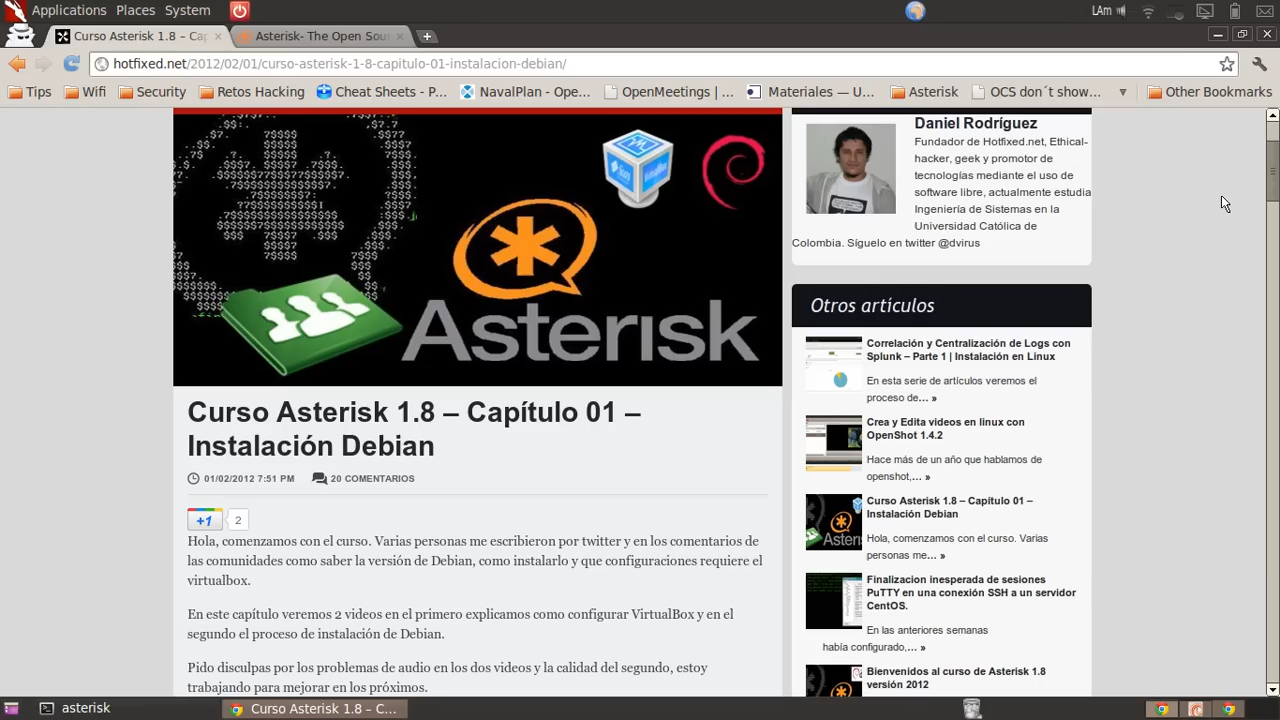 Applications Places System
LAm
Curso Asterisk 1.8 – Ca
Asterisk- The Open Sou
hotfixed.net/2012/02/01/curso-asterisk-1-8-capitulo-01-instalacion-debian/
Tips Wifi Security Retos Hacking Cheat Sheets - P... NavalPlan - Ope... OpenMeetings | ... Materiales — U... Asterisk OCS don´t show... Other Bookmarks
Asterisk
Curso Asterisk 1.8 – Capítulo 01 –
Instalación Debian
01/02/2012 7:51 PM 20 COMENTARIOS
+1 2
Hola, comenzamos con el curso. Varias personas me escribieron por twitter y en los comentarios de
las comunidades como saber la versión de Debian, como instalarlo y que configuraciones requiere el
virtualbox.
En este capítulo veremos 2 videos en el primero explicamos como configurar VirtualBox y en el
segundo el proceso de instalación de Debian.
Pido disculpas por los problemas de audio en los dos videos y la calidad del segundo, estoy
trabajando para mejorar en los próximos.
Daniel Rodríguez
Fundador de Hotfixed.net, Ethical-
hacker, geek y promotor de
tecnologías mediante el uso de
software libre, actualmente estudia
Ingeniería de Sistemas en la
Universidad Católica de
Colombia. Síguelo en twitter @dvirus
Otros artículos
Correlación y Centralización de Logs con
Splunk – Parte 1 | Instalación en Linux
En esta serie de artículos veremos el
proceso de... »
Crea y Edita videos en linux con
OpenShot 1.4.2
Hace más de un año que hablamos de
openshot,... »
Curso Asterisk 1.8 – Capítulo 01 –
Instalación Debian
Hola, comenzamos con el curso. Varias
personas me... »
Finalizacion inesperada de sesiones
PuTTY en una conexión SSH a un servidor
CentOS.
En las anteriores semanas
había configurado,... »
Bienvenidos al curso de Asterisk 1.8
versión 2012
asterisk
Curso Asterisk 1.8 – C...